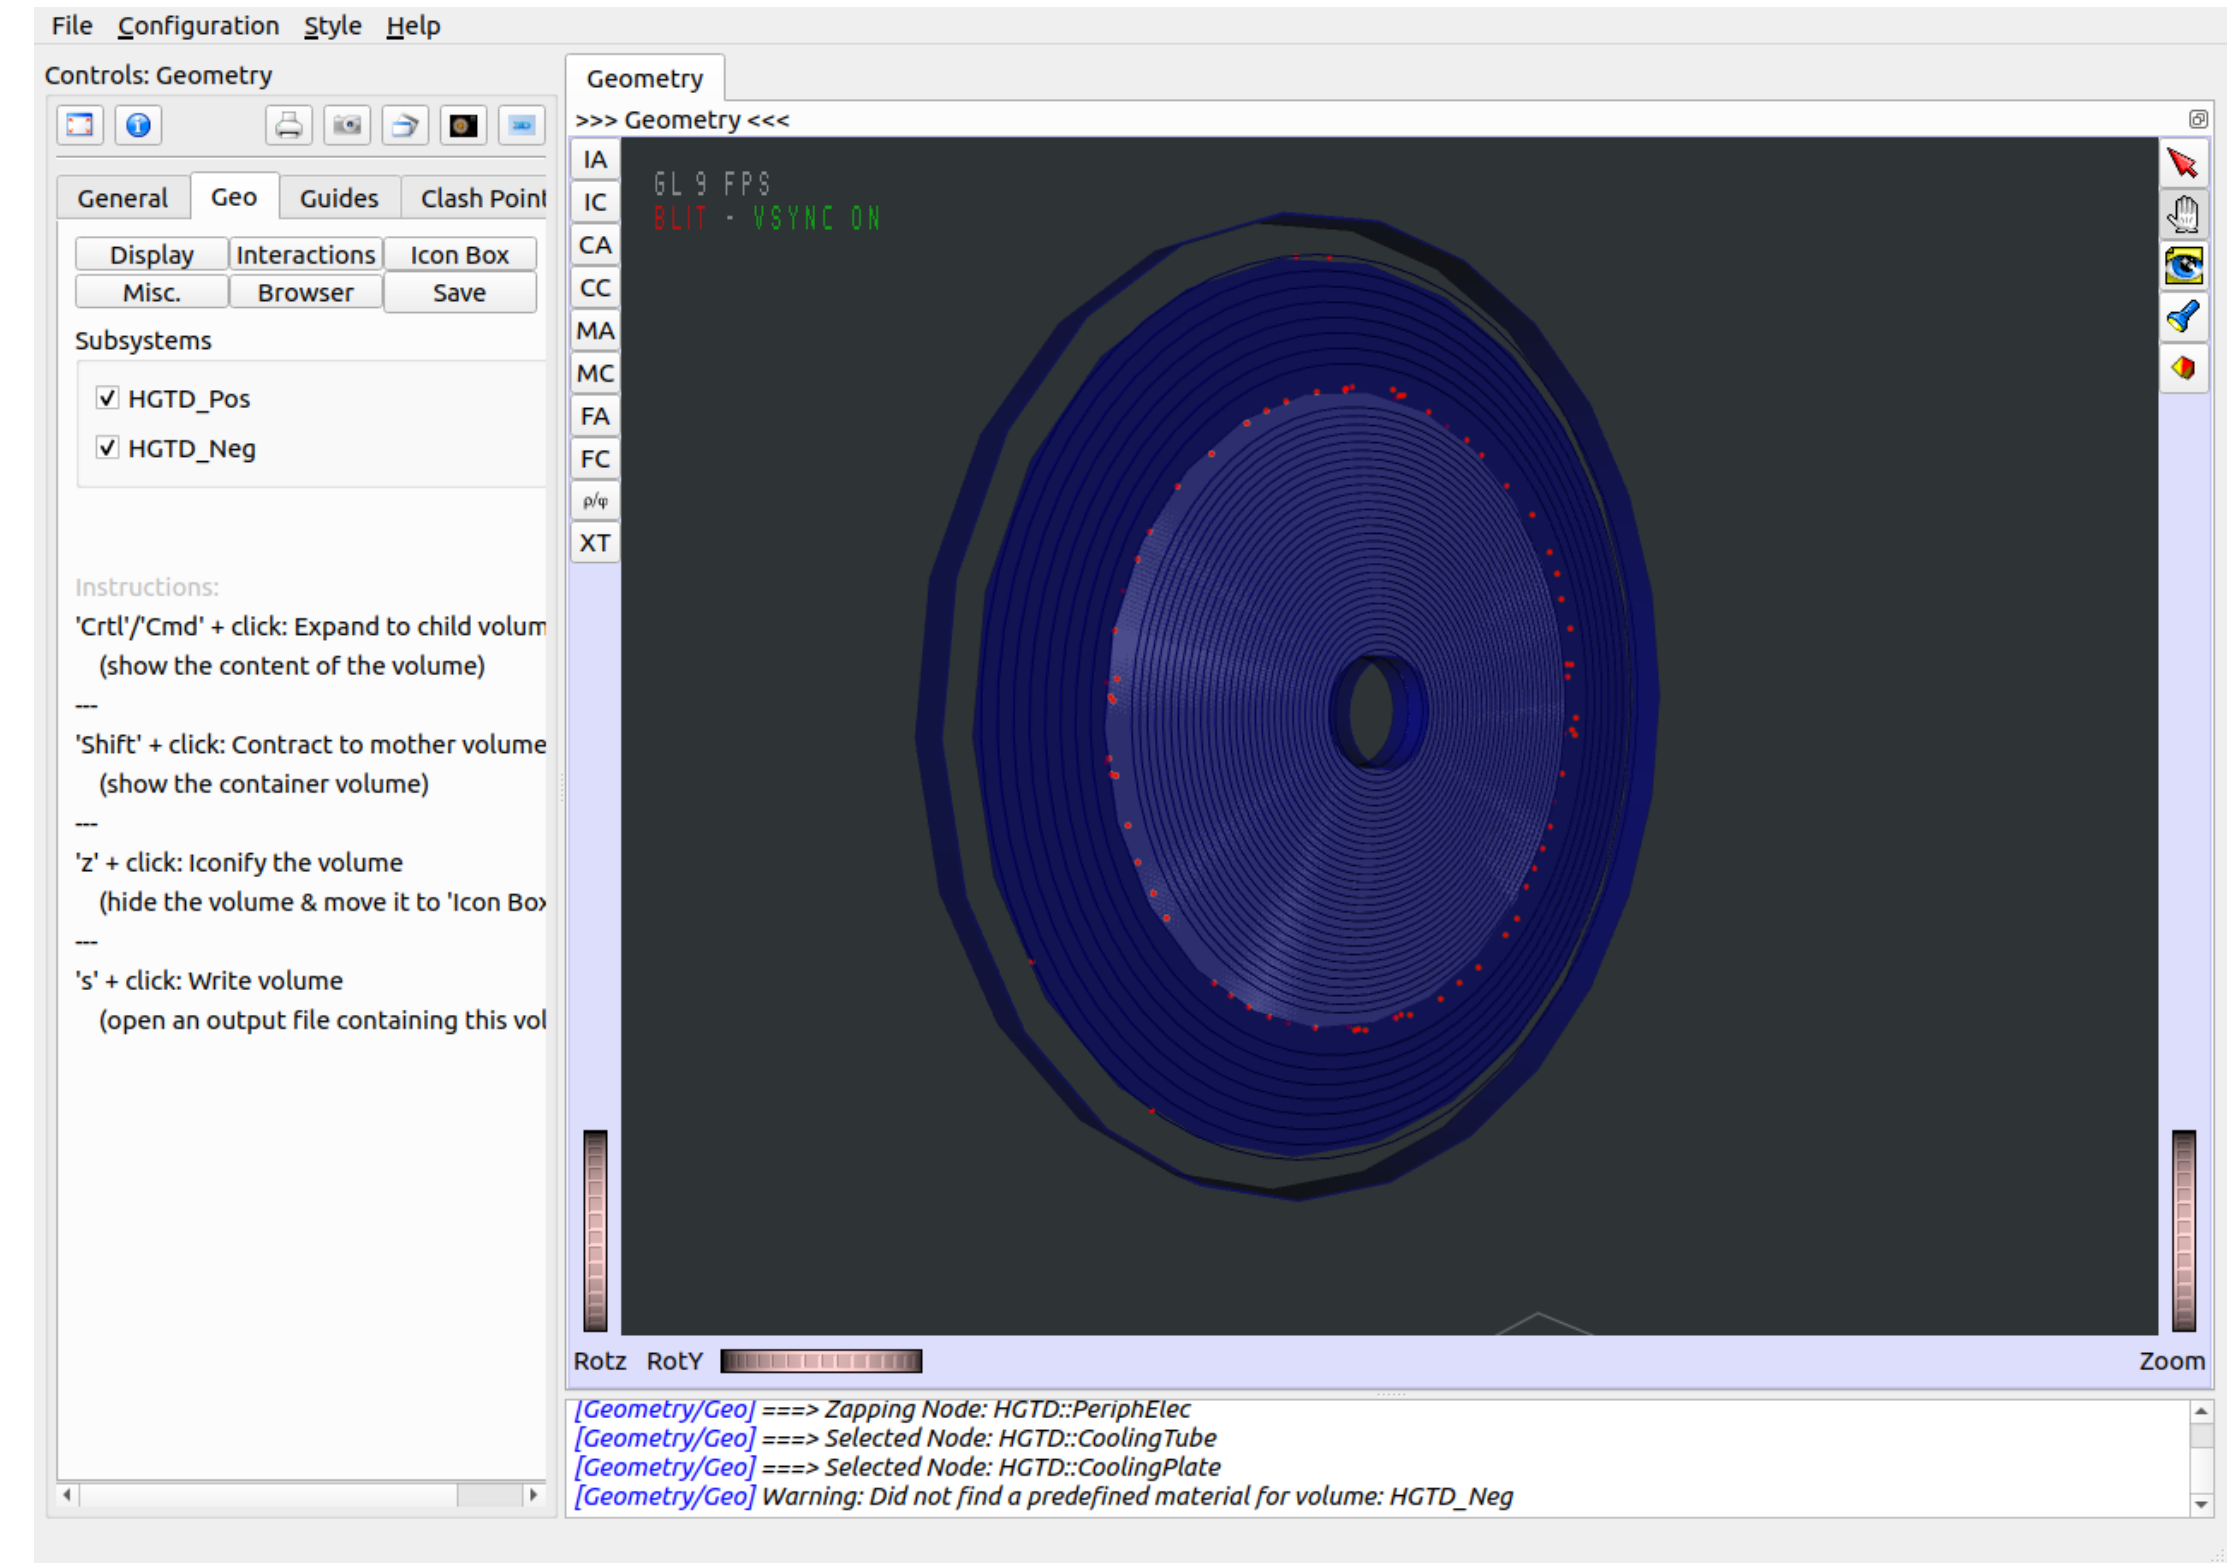 File Configuration Style Help
Controls: Geometry
General Geo Guides Clash Point
Display Interactions Icon Box
Misc. Browser Save
Subsystems
HGTD_Pos
HGTD_Neg
Instructions:
'Crtl'/'Cmd' + click: Expand to child volum
(show the content of the volume)
---
'Shift' + click: Contract to mother volume
(show the container volume)
---
'z' + click: Iconify the volume
(hide the volume & move it to 'Icon Box
---
's' + click: Write volume
(open an output file containing this vol
Geometry
>>> Geometry <<<
IA
IC
CA
CC
MA
MC
FA
FC
ρ/φ
XT
GL 9 FPS
BLIT - VSYNC ON
Rotz RotY
Zoom
[Geometry/Geo] ===> Zapping Node: HGTD::PeriphElec
[Geometry/Geo] ===> Selected Node: HGTD::CoolingTube
[Geometry/Geo] ===> Selected Node: HGTD::CoolingPlate
[Geometry/Geo] Warning: Did not find a predefined material for volume: HGTD_Neg